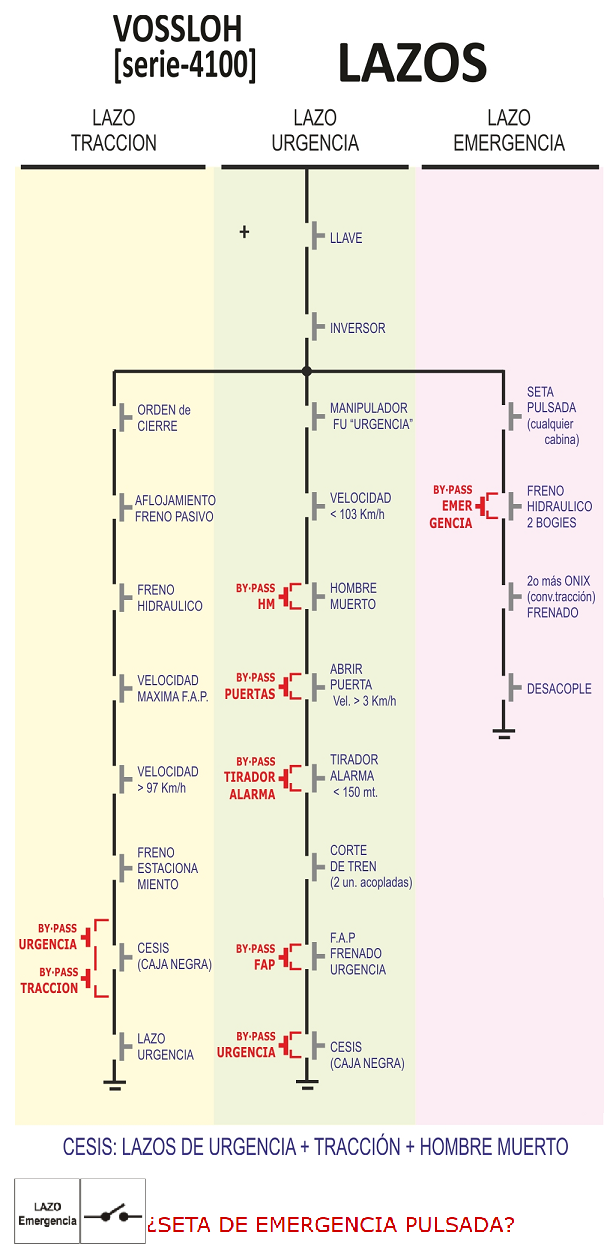 VOSSLOH
[serie-4100]
LAZOS
LAZO
TRACCION
LAZO
URGENCIA
LAZO
EMERGENCIA
+
LLAVE
INVERSOR
ORDEN de
CIERRE
AFLOJAMIENTO
FRENO PASIVO
FRENO
HIDRAULICO
VELOCIDAD
MAXIMA F.A.P.
VELOCIDAD
> 97 Km/h
FRENO
ESTACIONA
MIENTO
BY-PASS
URGENCIA
BY-PASS
TRACCION
CESIS
(CAJA NEGRA)
LAZO
URGENCIA
MANIPULADOR
FU “URGENCIA”
VELOCIDAD
< 103 Km/h
BY-PASS
HM
HOMBRE
MUERTO
BY-PASS
PUERTAS
ABRIR
PUERTA
Vel. > 3 Km/h
BY-PASS
TIRADOR
ALARMA
TIRADOR
ALARMA
< 150 mt.
CORTE
DE TREN
(2 un. acopladas)
BY-PASS
FAP
F.A.P
FRENADO
URGENCIA
BY-PASS
URGENCIA
CESIS
(CAJA NEGRA)
SETA
PULSADA
(cualquier
cabina)
BY-PASS
EMER
GENCIA
FRENO
HIDRAULICO
2 BOGIES
2o más ONIX
(conv.tracción)
FRENADO
DESACOPLE
CESIS: LAZOS DE URGENCIA + TRACCIÓN + HOMBRE MUERTO
LAZO
Emergencia
¿SETA DE EMERGENCIA PULSADA?